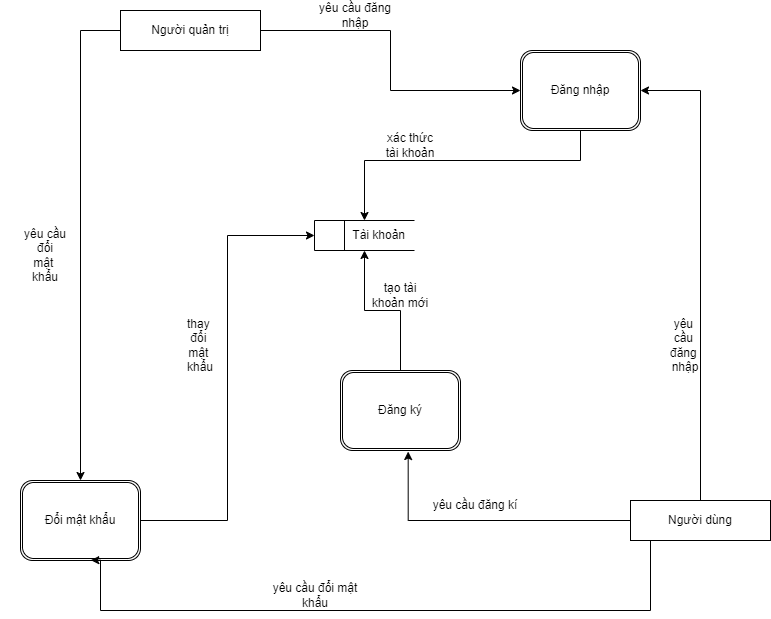 yêu cầu đăng
nhập
Người quản trị
Đăng nhập
xác thực
tài khoản
Tài khoản
yêu cầu
đổi
mật
khẩu
tạo tài
khoản mới
thay
đổi
mật
khẩu
yêu
cầu
đăng
nhập
Đăng ký
yêu cầu đăng kí
Đổi mật khẩu
Người dùng
yêu cầu đổi mật
khẩu